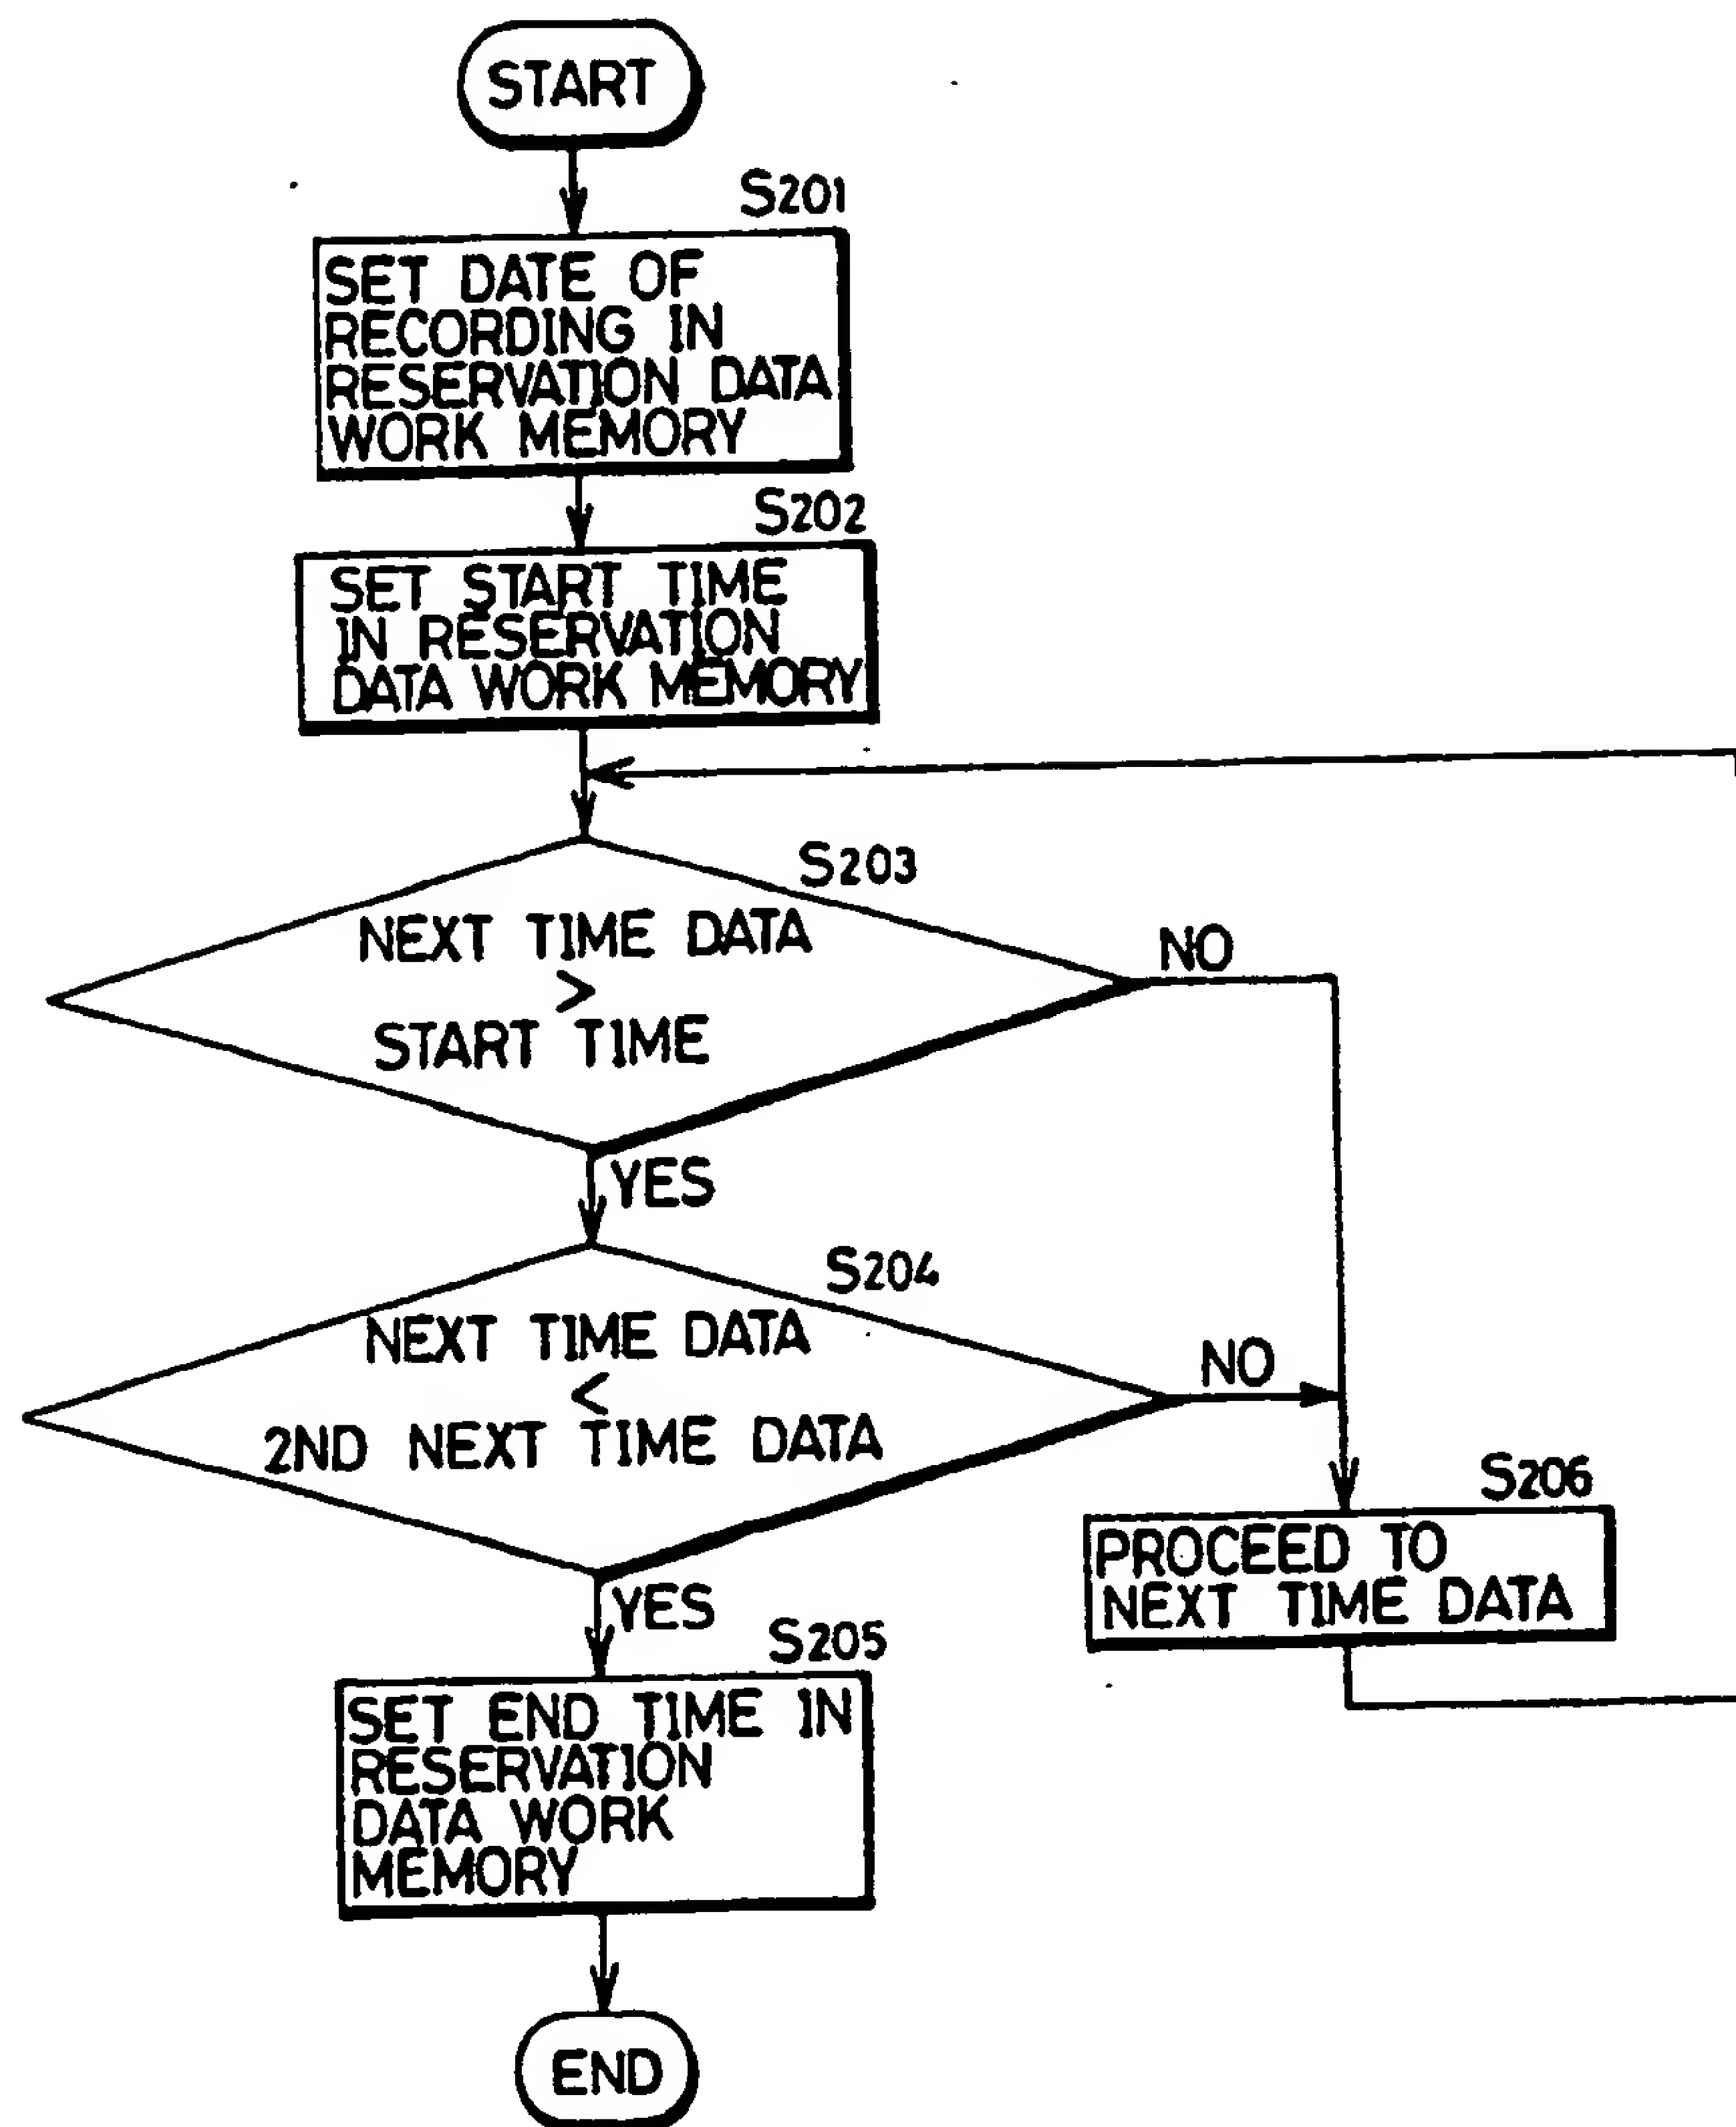 START
S201
SET DATE OF
RECORDING IN
RESERVATION DATA
WORK MEMORY
S202
SET START TIME
IN RESERVATION
DATA WORK MEMORY
S203
NEXT TIME DATA
>
START TIME
NO
YES
S204
NEXT TIME DATA
<
2ND NEXT TIME DATA
NO
YES
S206
PROCEED TO
NEXT TIME DATA
S205
SET END TIME IN
RESERVATION
DATA WORK
MEMORY
END